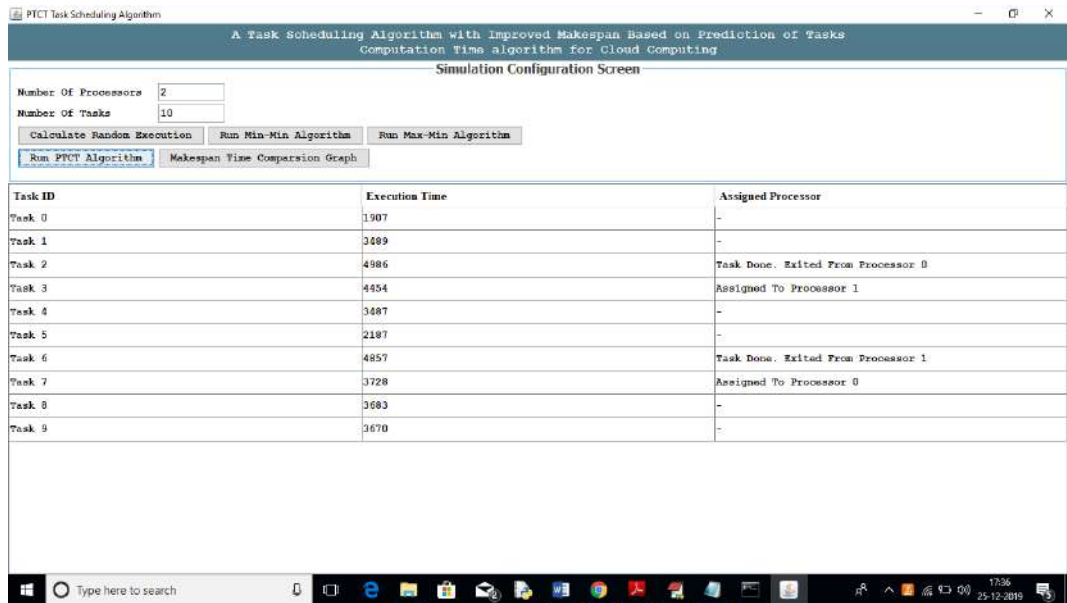 PTCT Task Scheduling Algorithm
A Task Scheduling Algorithm with Improved Makespan Based on Prediction of Tasks
Computation Time algorithm for Cloud Computing
Simulation Configuration Screen
Number Of Processors 2
Number Of Tasks 10
Calculate Random Execution Run Min-Min Algorithm Run Max-Min Algorithm
Run PTCT Algorithm Makespan Time Comparsion Graph
Task ID Execution Time Assigned Processor
Task 0 1907 -
Task 1 3489 -
Task 2 4986 Task Done. Exited From Processor 0
Task 3 4454 Assigned To Processor 1
Task 4 3487 -
Task 5 2187 -
Task 6 4857 Task Done. Exited From Processor 1
Task 7 3728 Assigned To Processor 0
Task 8 3683 -
Task 9 3670 -
Type here to search
17:36
25-12-2019